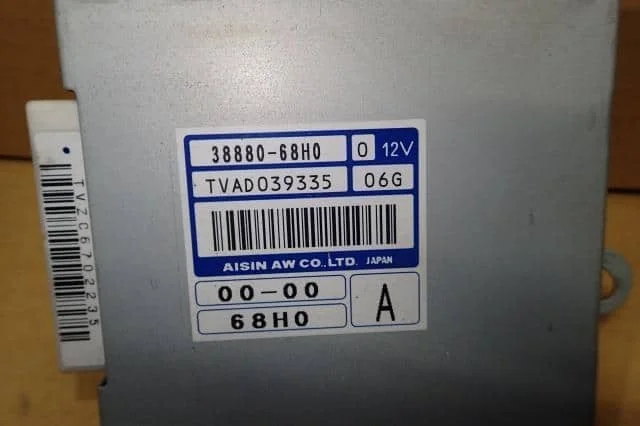 38880-68H0 0 12V
TVAD039335 06G
AISIN AW CO.,LTD. JAPAN
00-00
68H0 A
TVZC6702235